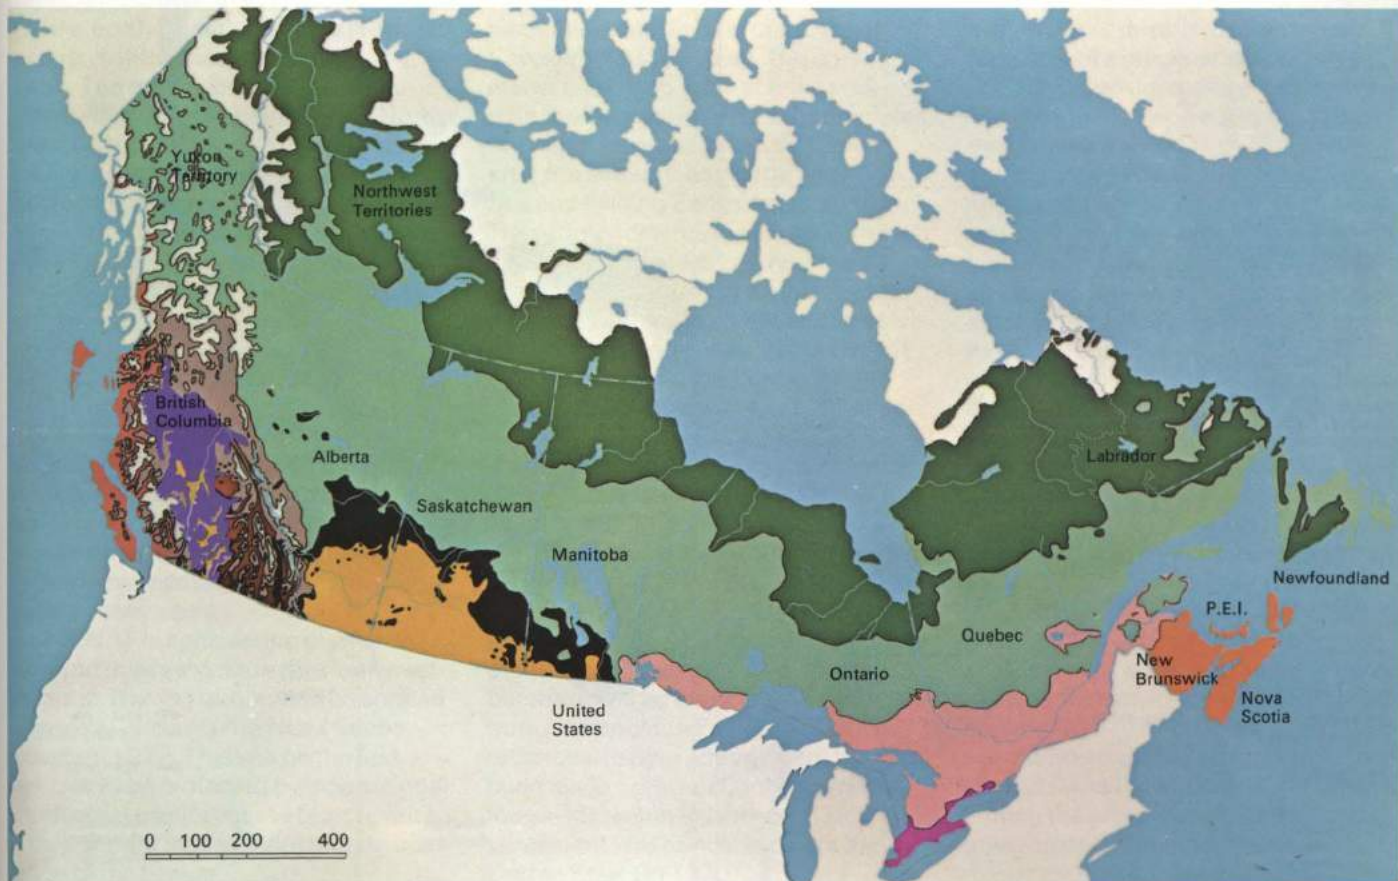 Yukon
Territory
Northwest
Territories
British
Columbia
Alberta
Saskatchewan
Manitoba
Labrador
Newfoundland
P.E.I.
Quebec
New
Brunswick
Ontario
Nova
Scotia
United
States
0 100 200 400